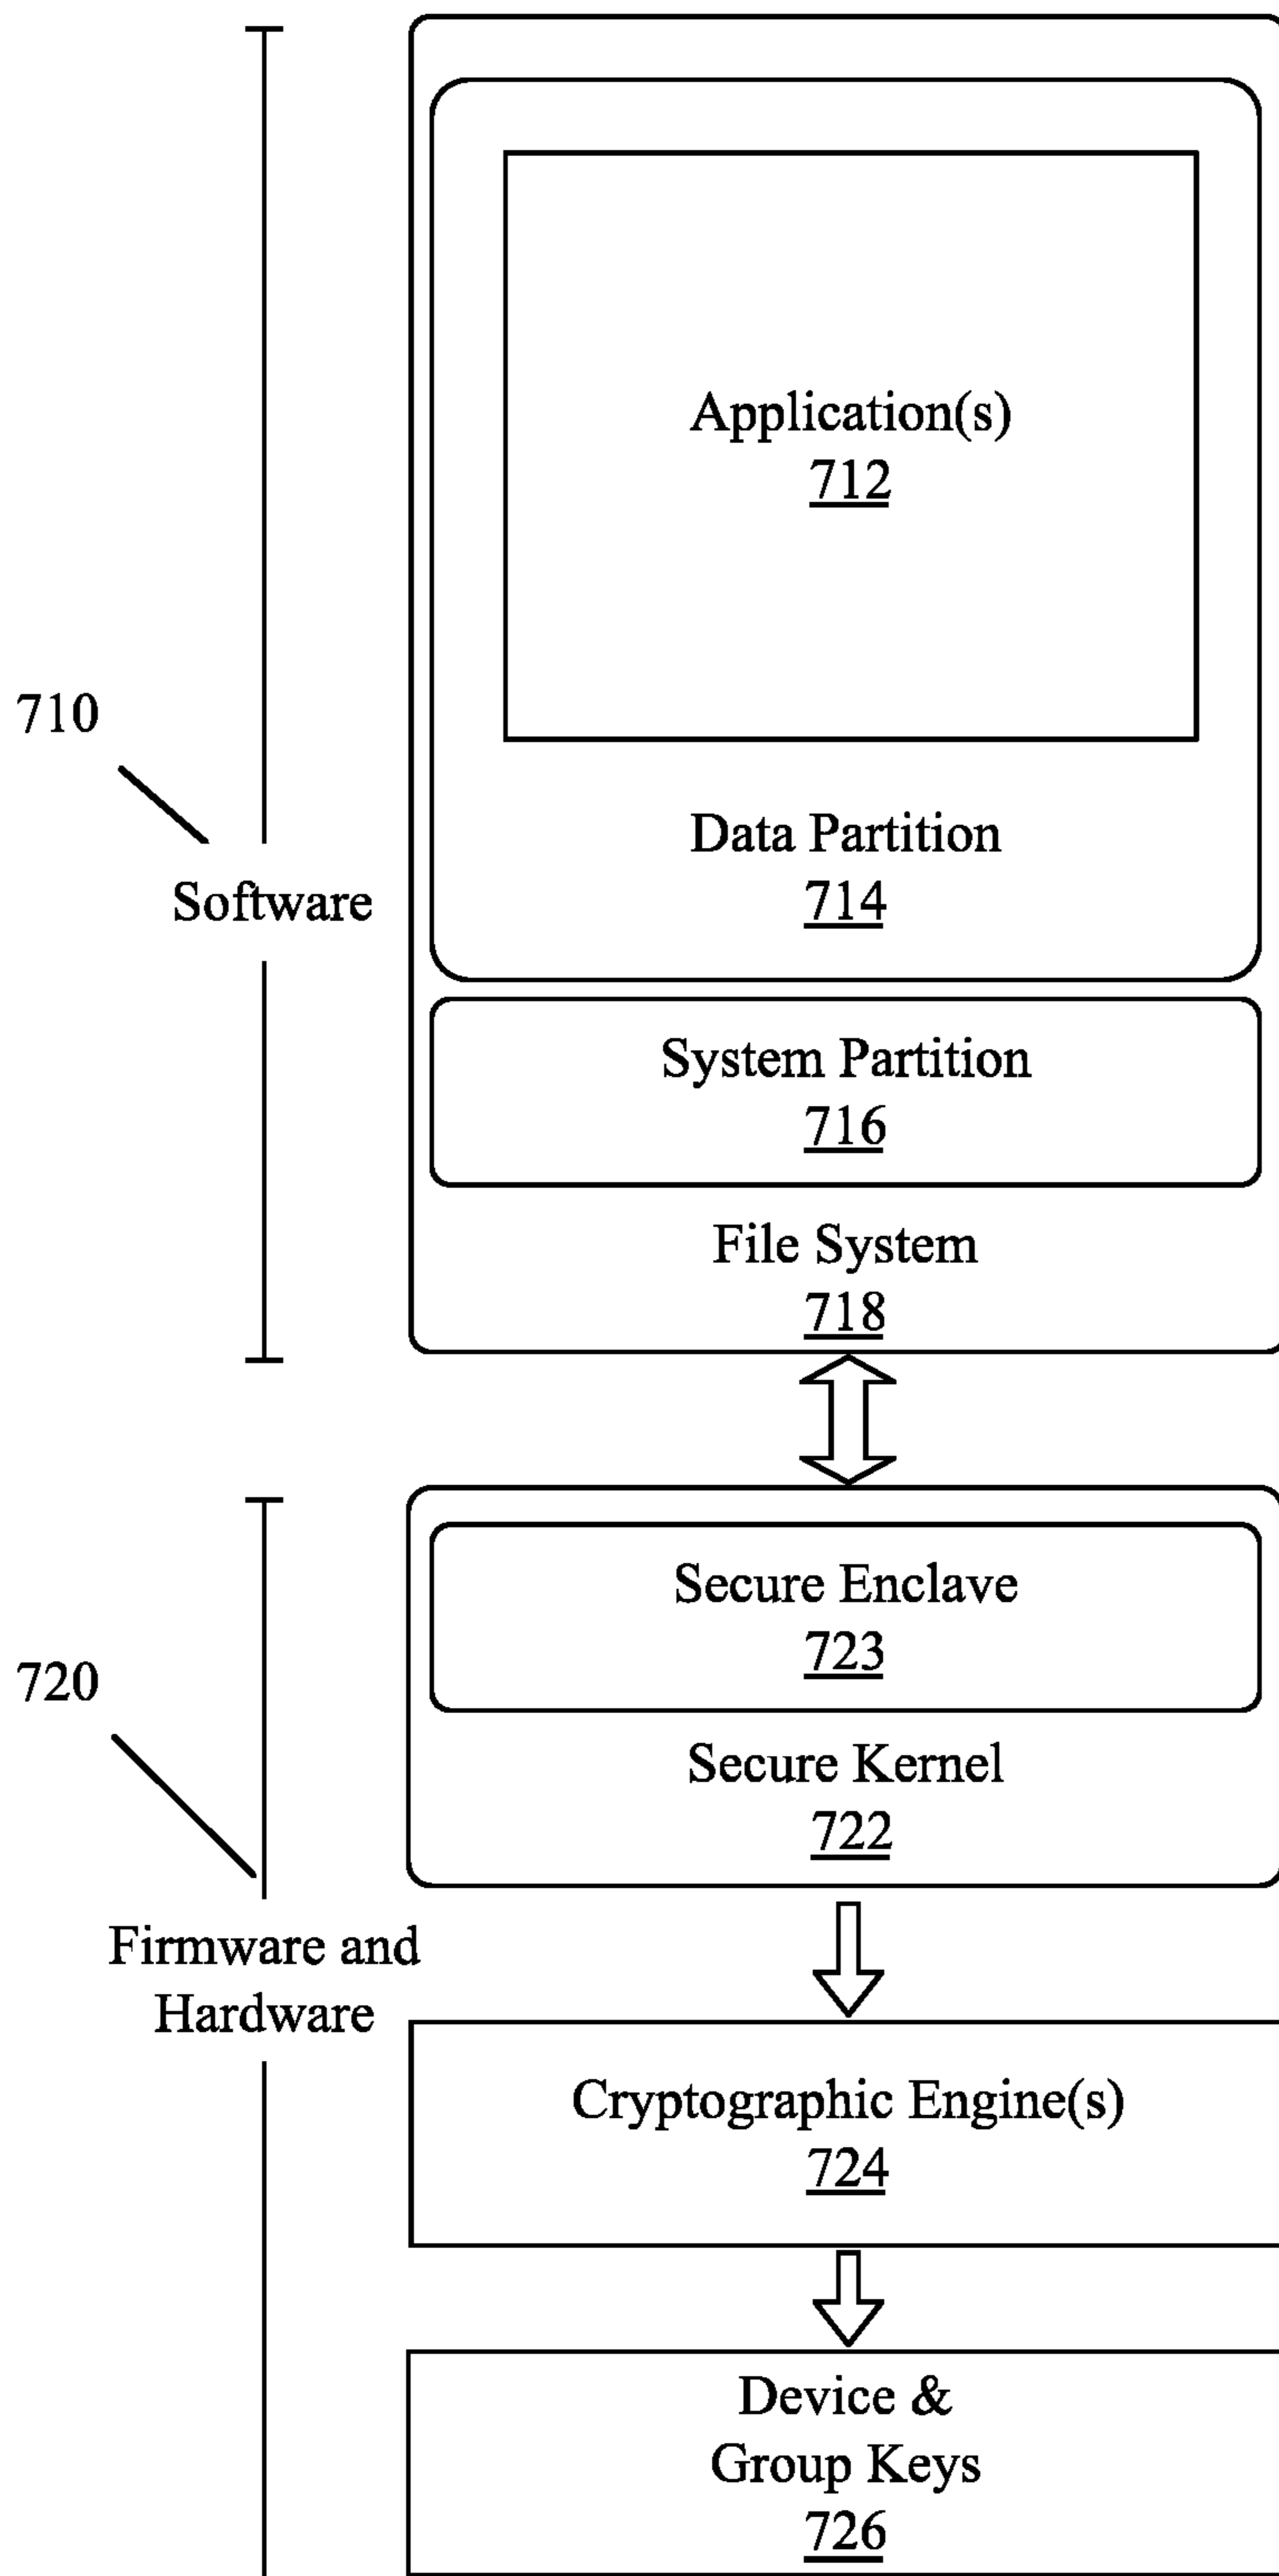 Application(s)
712
710
Data Partition
714
Software
System Partition
716
File System
718
Secure Enclave
723
720
Secure Kernel
722
Firmware and
Hardware
Cryptographic Engine(s)
724
Device &
Group Keys
726